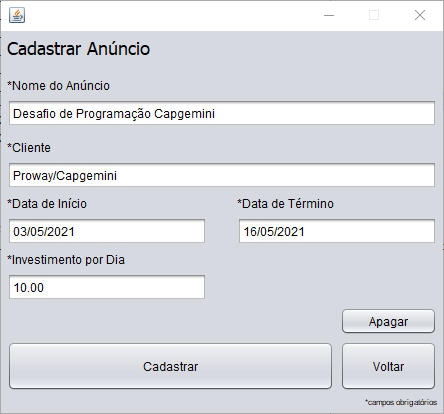 Cadastrar Anúncio
*Nome do Anúncio
Desafio de Programação Capgemini
*Cliente
Proway/Capgemini
*Data de Início *Data de Término
03/05/2021 16/05/2021
*Investimento por Dia
10.00
Apagar
Cadastrar Voltar
*campos obrigatórios